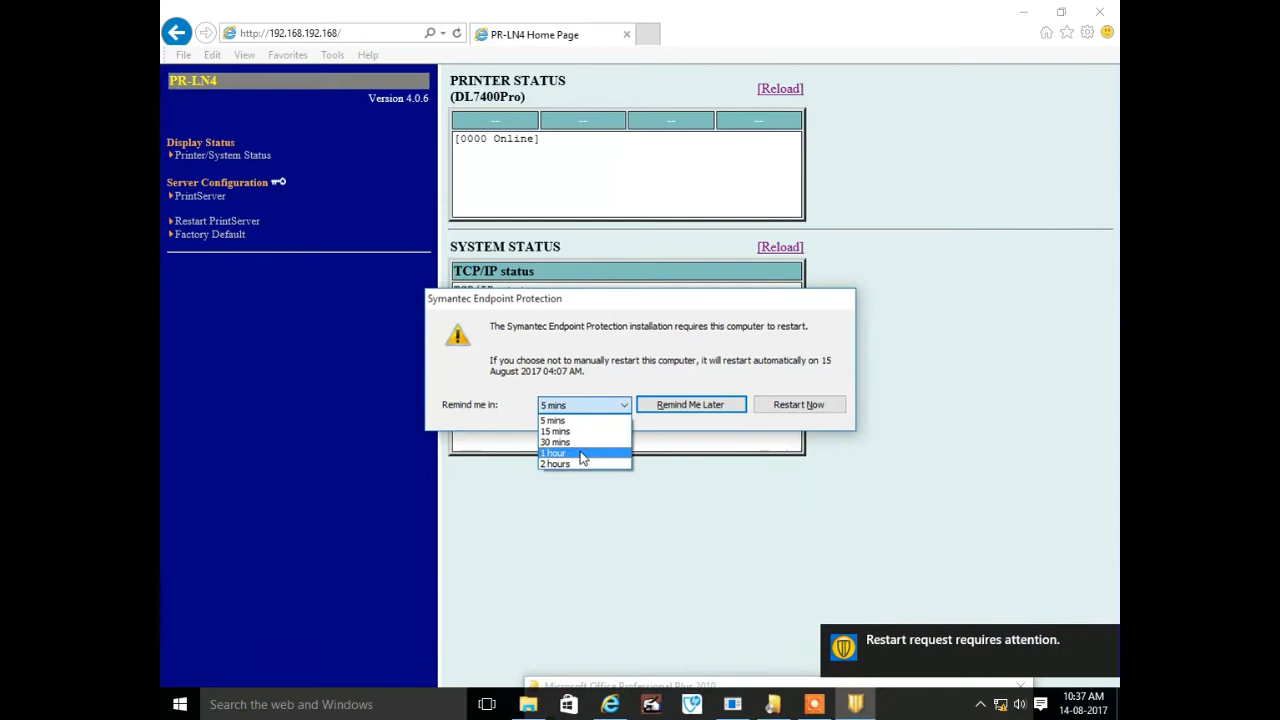 http://192.168.192.168/
PR-LN4 Home Page
File Edit View Favorites Tools Help
PR-LN4
Version 4.0.6
Display Status
Printer/System Status
Server Configuration
PrintServer
Restart PrintServer
Factory Default
PRINTER STATUS
(DL7400Pro)
[Reload]
-- -- -- --
[0000 Online]
SYSTEM STATUS
[Reload]
TCP/IP status
Symantec Endpoint Protection
The Symantec Endpoint Protection installation requires this computer to restart.
If you choose not to manually restart this computer, it will restart automatically on 15
August 2017 04:07 AM.
Remind me in:
5 mins
Remind Me Later
Restart Now
5 mins
15 mins
30 mins
1 hour
2 hours
Restart request requires attention.
Microsoft Office Professional Plus 2010
Search the web and Windows
10:37 AM
14-08-2017